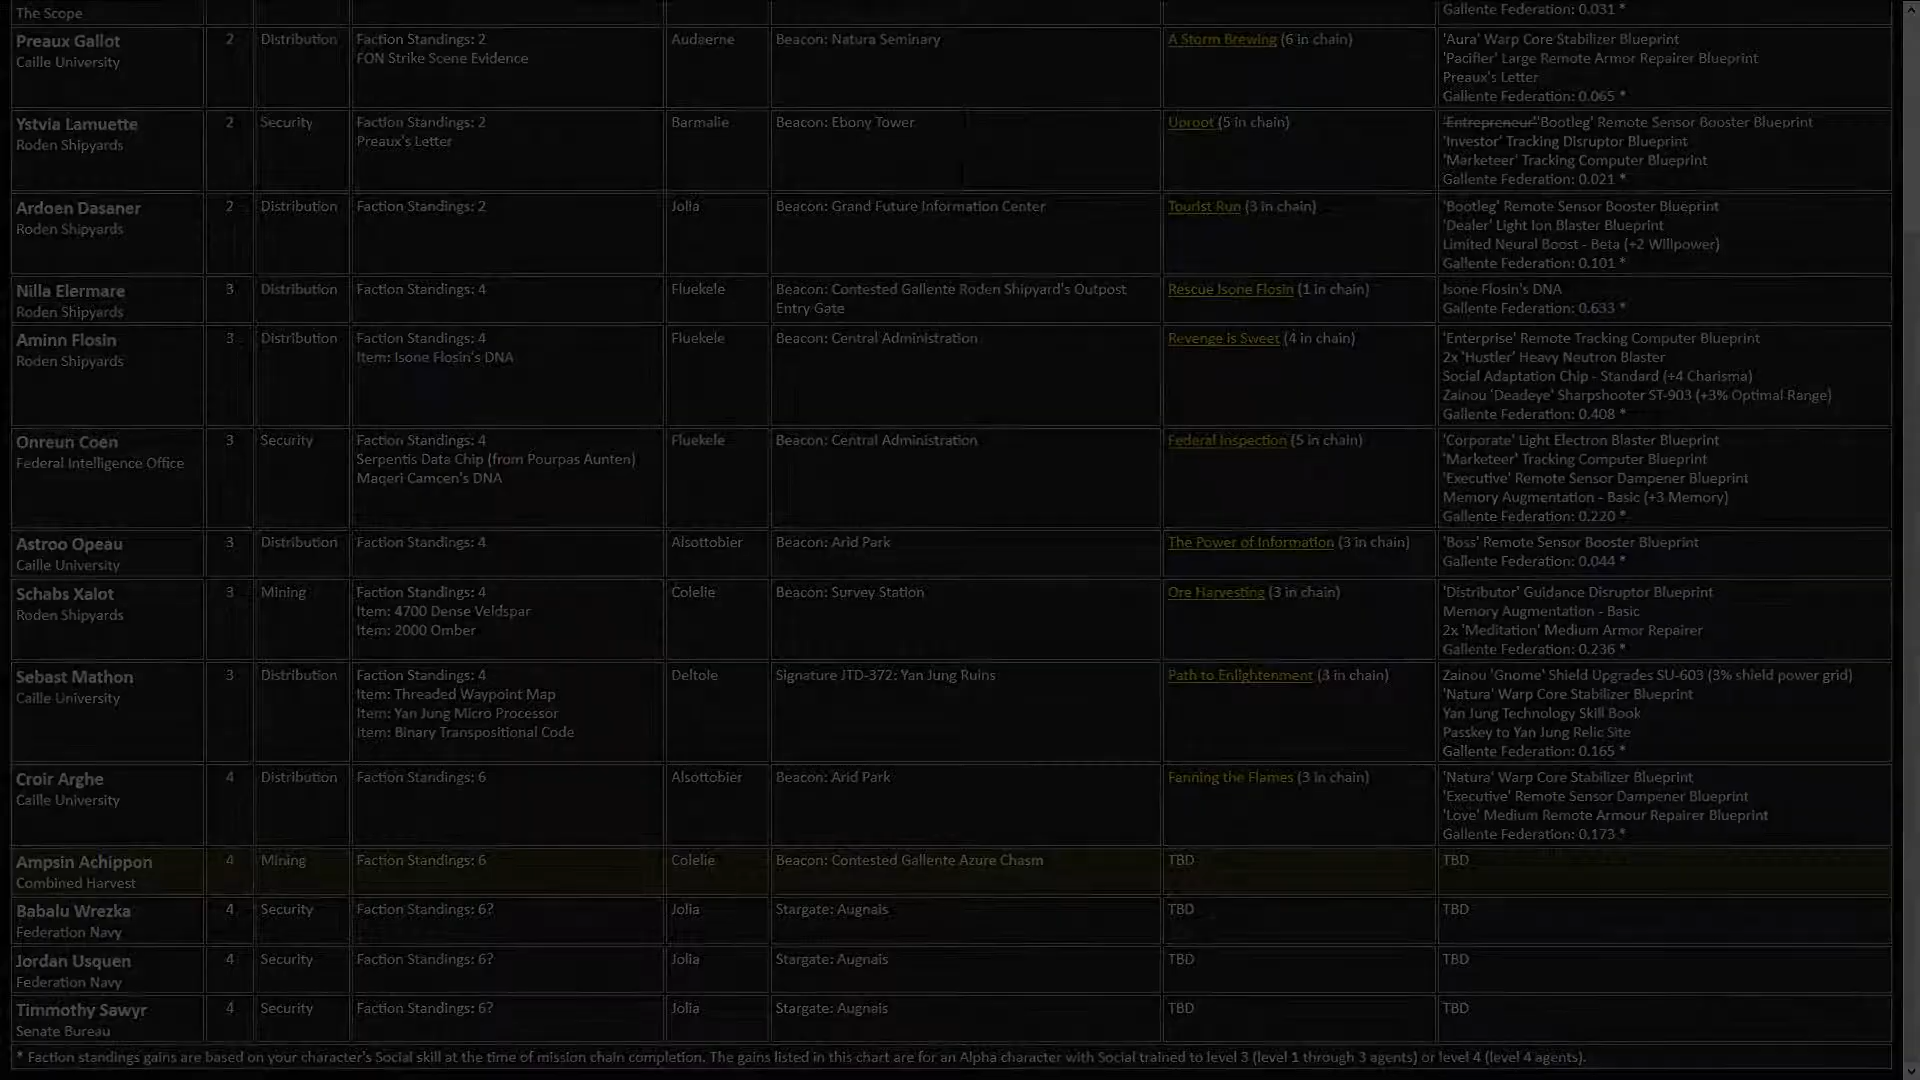 The Scope
Gallente Federation: 0.031 *
Preaux Gallot
Caille University
2
Distribution
Faction Standings: 2
FON Strike Scene Evidence
Audaerne
Beacon: Natura Seminary
A Storm Brewing (6 in chain)
'Aura' Warp Core Stabilizer Blueprint
'Pacifier' Large Remote Armor Repairer Blueprint
Preaux's Letter
Gallente Federation: 0.065 *
Ystvia Lamuette
Roden Shipyards
2
Security
Faction Standings: 2
Preaux's Letter
Barmalie
Beacon: Ebony Tower
Uproot (5 in chain)
'Entrepreneur' 'Bootleg' Remote Sensor Booster Blueprint
'Investor' Tracking Disruptor Blueprint
'Marketeer' Tracking Computer Blueprint
Gallente Federation: 0.021 *
Ardoen Dasaner
Roden Shipyards
2
Distribution
Faction Standings: 2
Jolia
Beacon: Grand Future Information Center
Tourist Run (3 in chain)
'Bootleg' Remote Sensor Booster Blueprint
'Dealer' Light Ion Blaster Blueprint
Limited Neural Boost - Beta (+2 Willpower)
Gallente Federation: 0.101 *
Nilla Elermare
Roden Shipyards
3
Distribution
Faction Standings: 4
Fluekele
Beacon: Contested Gallente Roden Shipyard's Outpost
Entry Gate
Rescue Isone Flosin (1 in chain)
Isone Flosin's DNA
Gallente Federation: 0.633 *
Aminn Flosin
Roden Shipyards
3
Distribution
Faction Standings: 4
Item: Isone Flosin's DNA
Fluekele
Beacon: Central Administration
Revenge is Sweet (4 in chain)
'Enterprise' Remote Tracking Computer Blueprint
2x 'Hustler' Heavy Neutron Blaster
Social Adaptation Chip - Standard (+4 Charisma)
Zainou 'Deadeye' Sharpshooter ST-903 (+3% Optimal Range)
Gallente Federation: 0.408 *
Onreun Coen
Federal Intelligence Office
3
Security
Faction Standings: 4
Serpentis Data Chip (from Pourpas Aunten)
Maqeri Camcen's DNA
Fluekele
Beacon: Central Administration
Federal Inspection (5 in chain)
'Corporate' Light Electron Blaster Blueprint
'Marketeer' Tracking Computer Blueprint
'Executive' Remote Sensor Dampener Blueprint
Memory Augmentation - Basic (+3 Memory)
Gallente Federation: 0.220 *
Astroo Opeau
Caille University
3
Distribution
Faction Standings: 4
Alsottobier
Beacon: Arid Park
The Power of Information (3 in chain)
'Boss' Remote Sensor Booster Blueprint
Gallente Federation: 0.044 *
Schabs Xalot
Roden Shipyards
3
Mining
Faction Standings: 4
Item: 4700 Dense Veldspar
Item: 2000 Omber
Colelie
Beacon: Survey Station
Ore Harvesting (3 in chain)
'Distributor' Guidance Disruptor Blueprint
Memory Augmentation - Basic
2x 'Meditation' Medium Armor Repairer
Gallente Federation: 0.236 *
Sebast Mathon
Caille University
3
Distribution
Faction Standings: 4
Item: Threaded Waypoint Map
Item: Yan Jung Micro Processor
Item: Binary Transpositional Code
Deltole
Signature JTD-372: Yan Jung Ruins
Path to Enlightenment (3 in chain)
Zainou 'Gnome' Shield Upgrades SU-603 (3% shield power grid)
'Natura' Warp Core Stabilizer Blueprint
Yan Jung Technology Skill Book
Passkey to Yan Jung Relic Site
Gallente Federation: 0.165 *
Croir Arghe
Caille University
4
Distribution
Faction Standings: 6
Alsottobier
Beacon: Arid Park
Fanning the Flames (3 in chain)
'Natura' Warp Core Stabilizer Blueprint
'Executive' Remote Sensor Dampener Blueprint
'Love' Medium Remote Armour Repairer Blueprint
Gallente Federation: 0.173 *
Ampsin Achippon
Combined Harvest
4
Mining
Faction Standings: 6
Colelie
Beacon: Contested Gallente Azure Chasm
TBD
TBD
Babalu Wrezka
Federation Navy
4
Security
Faction Standings: 6?
Jolia
Stargate: Augnais
TBD
TBD
Jordan Usquen
Federation Navy
4
Security
Faction Standings: 6?
Jolia
Stargate: Augnais
TBD
TBD
Timmothy Sawyr
Senate Bureau
4
Security
Faction Standings: 6?
Jolia
Stargate: Augnais
TBD
TBD
* Faction standings gains are based on your character's Social skill at the time of mission chain completion. The gains listed in this chart are for an Alpha character with Social trained to level 3 (level 1 through 3 agents) or level 4 (level 4 agents).